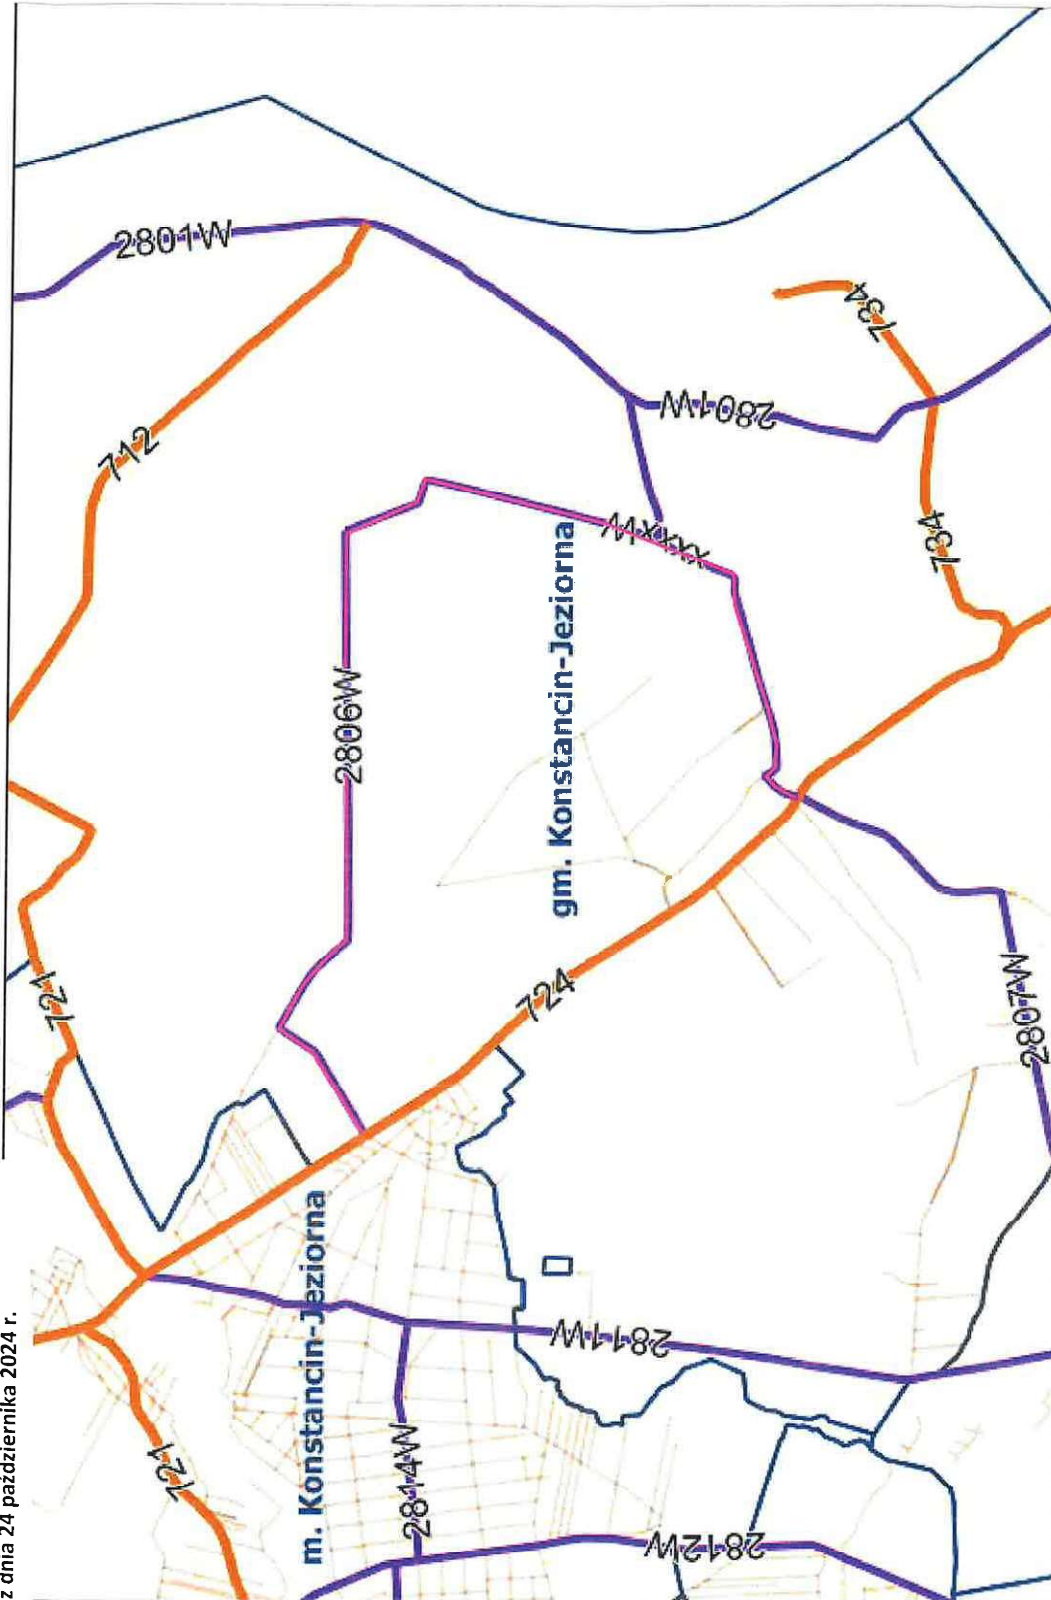 z dnia 24 października 2024 r.
2801W
712
2801W
734
734
xxxxW
2806W
gm. Konstancin-Jeziorna
721
724
2807W
m. Konstancin-Jeziorna
2811W
721
2814W
2812W